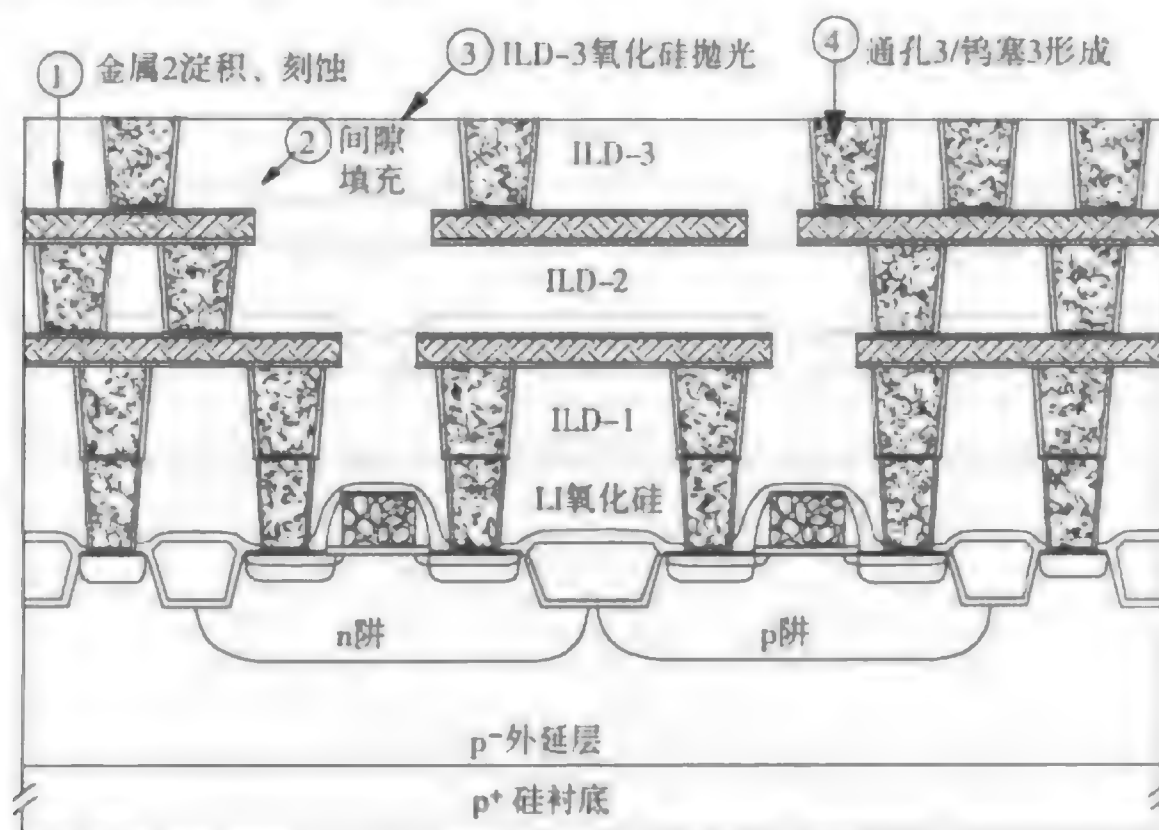 ① 金属2淀积、刻蚀
③ ILD-3氧化硅抛光
④ 通孔3/钨塞3形成
② 间隙
填充
ILD-3
ILD-2
ILD-1
LI氧化硅
n阱
p阱
p⁻外延层
p⁺硅衬底